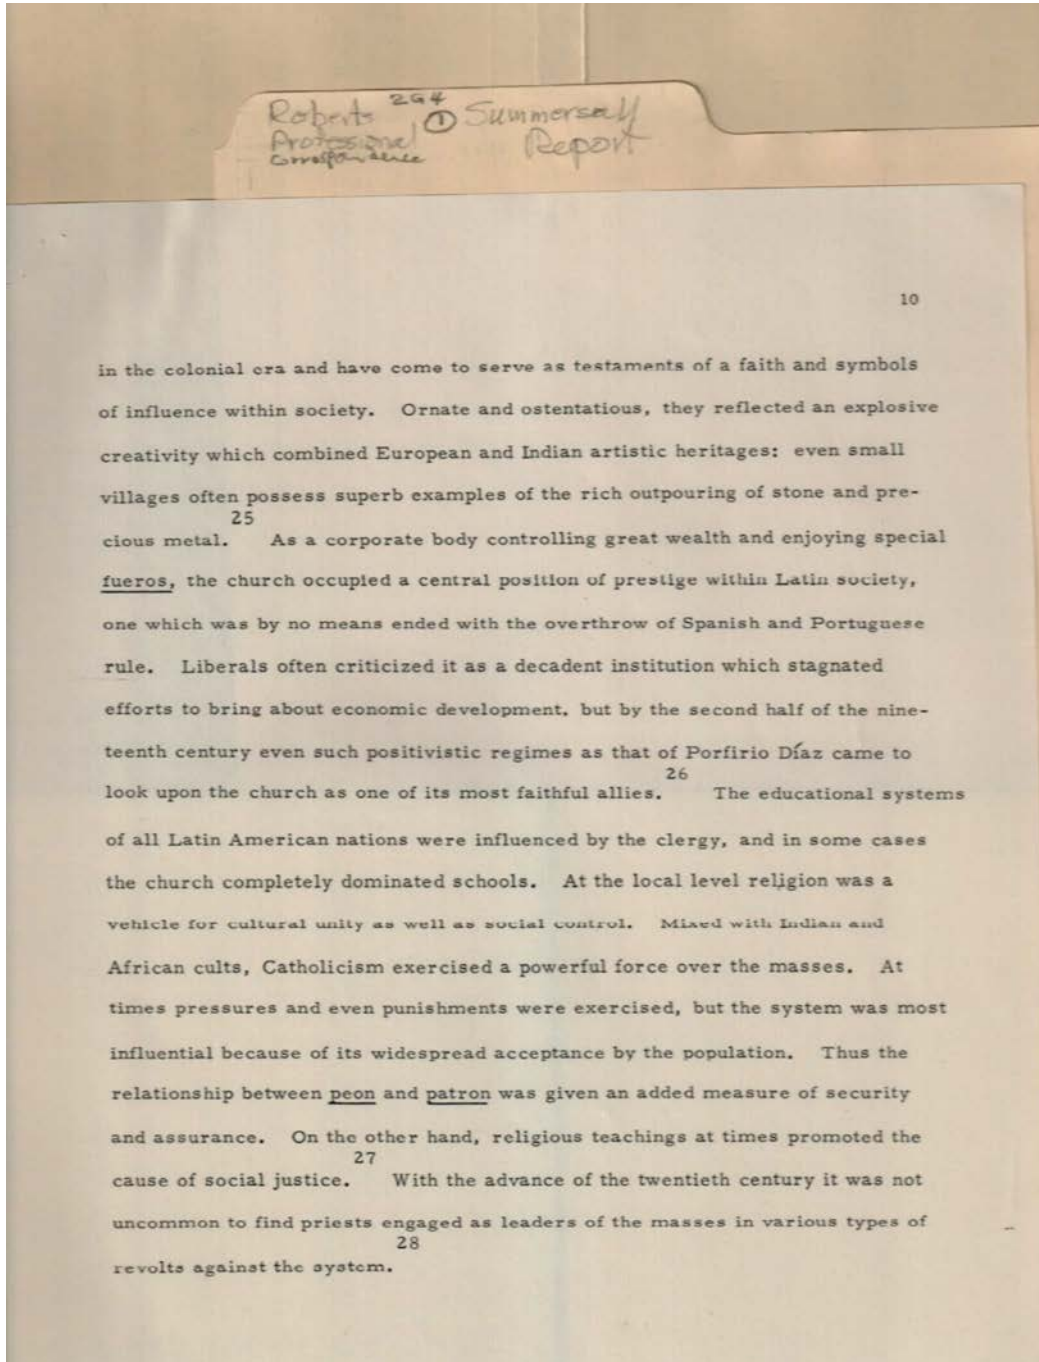 Roberts 2G4 ① Summersell
Professional Report
Correspondence
10
in the colonial era and have come to serve as testaments of a faith and symbols
of influence within society. Ornate and ostentatious, they reflected an explosive
creativity which combined European and Indian artistic heritages: even small
villages often possess superb examples of the rich outpouring of stone and pre-
cious metal.25 As a corporate body controlling great wealth and enjoying special
fueros, the church occupied a central position of prestige within Latin society,
one which was by no means ended with the overthrow of Spanish and Portuguese
rule. Liberals often criticized it as a decadent institution which stagnated
efforts to bring about economic development, but by the second half of the nine-
teenth century even such positivistic regimes as that of Porfirio Díaz came to
look upon the church as one of its most faithful allies.26 The educational systems
of all Latin American nations were influenced by the clergy, and in some cases
the church completely dominated schools. At the local level religion was a
vehicle for cultural unity as well as social control. Mixed with Indian and
African cults, Catholicism exercised a powerful force over the masses. At
times pressures and even punishments were exercised, but the system was most
influential because of its widespread acceptance by the population. Thus the
relationship between peon and patron was given an added measure of security
and assurance. On the other hand, religious teachings at times promoted the
cause of social justice.27 With the advance of the twentieth century it was not
uncommon to find priests engaged as leaders of the masses in various types of
revolts against the system.28